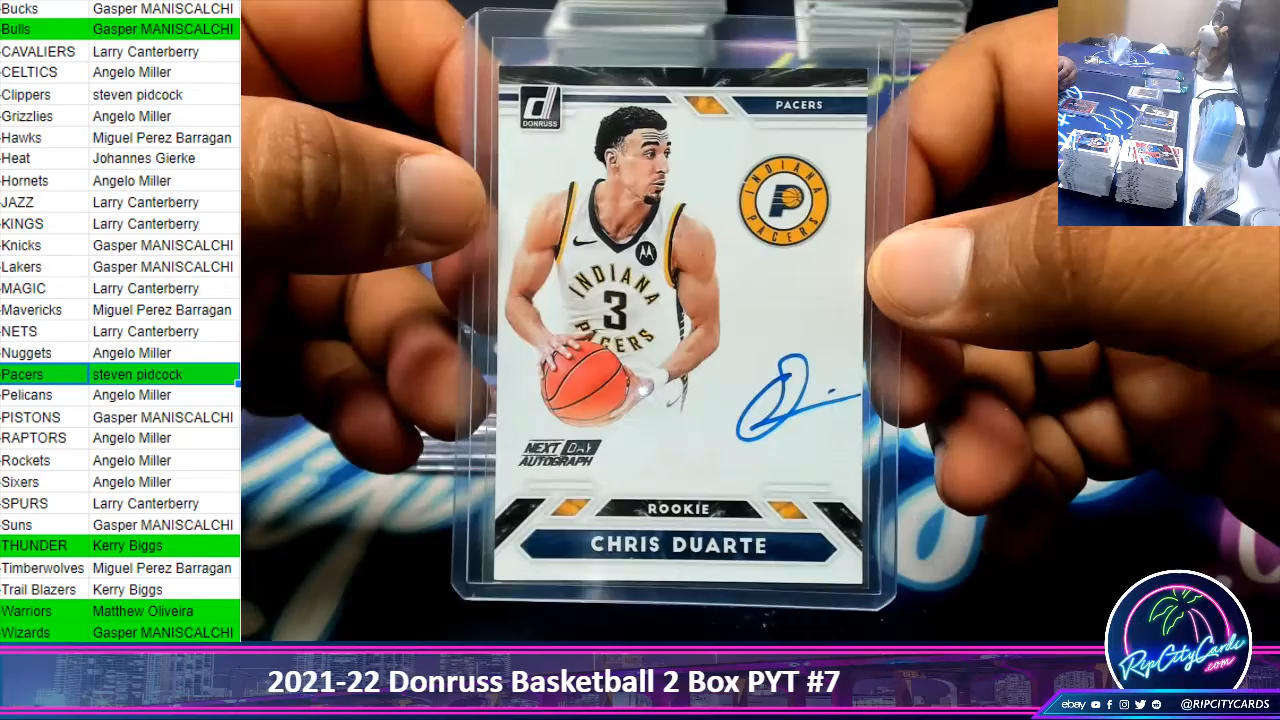 -Bucks Gasper MANISCALCHI
-Bulls Gasper MANISCALCHI
-CAVALIERS Larry Canterberry
-CELTICS Angelo Miller
-Clippers steven pidcock
-Grizzlies Angelo Miller
-Hawks Miguel Perez Barragan
-Heat Johannes Gierke
-Hornets Angelo Miller
-JAZZ Larry Canterberry
-KINGS Larry Canterberry
-Knicks Gasper MANISCALCHI
-Lakers Gasper MANISCALCHI
-MAGIC Larry Canterberry
-Mavericks Miguel Perez Barragan
-NETS Larry Canterberry
-Nuggets Angelo Miller
-Pacers steven pidcock
-Pelicans Angelo Miller
-PISTONS Gasper MANISCALCHI
-RAPTORS Angelo Miller
-Rockets Angelo Miller
-Sixers Angelo Miller
-SPURS Larry Canterberry
-Suns Gasper MANISCALCHI
-THUNDER Kerry Biggs
-Timberwolves Miguel Perez Barragan
-Trail Blazers Kerry Biggs
-Warriors Matthew Oliveira
-Wizards Gasper MANISCALCHI
d
DONRUSS
PACERS
INDIANA
P
PACERS
INDIANA
3
PACERS
NEXT DAY
AUTOGRAPH
ROOKIE
CHRIS DUARTE
2021-22 Donruss Basketball 2 Box PYT #7
RipCityCards
.com
ebay @RIPCITYCARDS